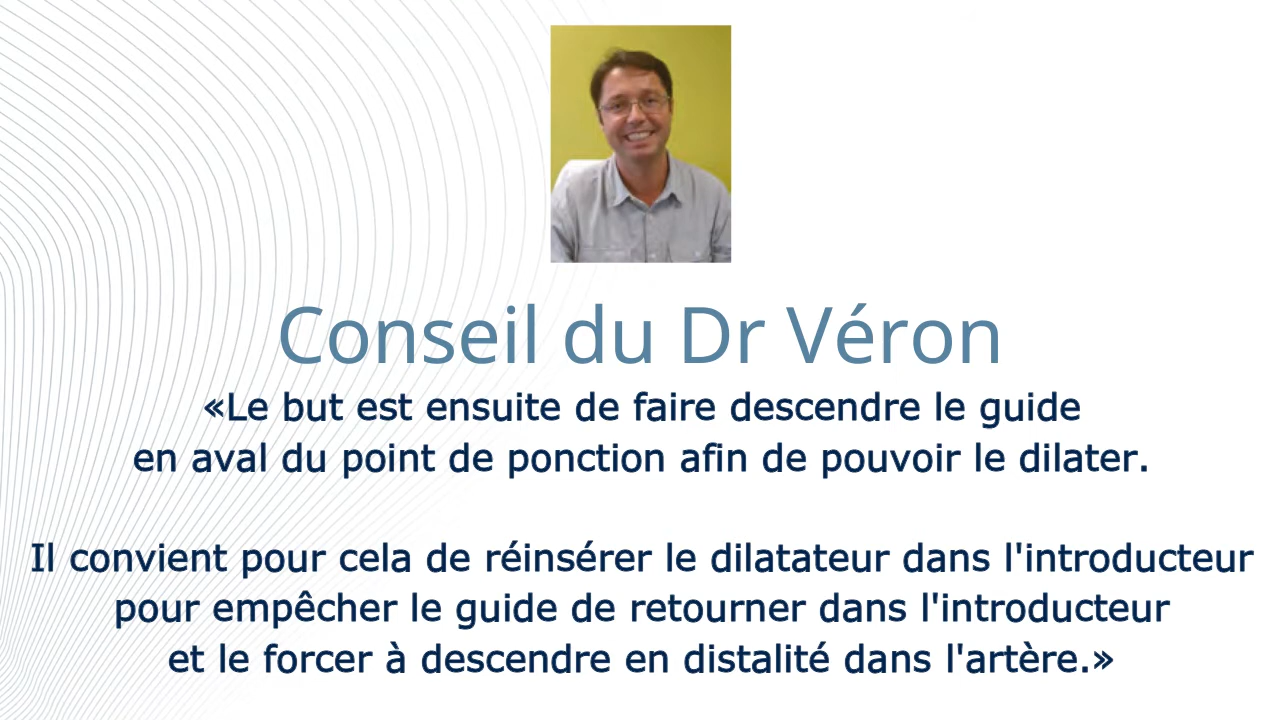 Conseil du Dr Véron
«Le but est ensuite de faire descendre le guide
en aval du point de ponction afin de pouvoir le dilater.
Il convient pour cela de réinsérer le dilatateur dans l'introducteur
pour empêcher le guide de retourner dans l'introducteur
et le forcer à descendre en distalité dans l'artère.»